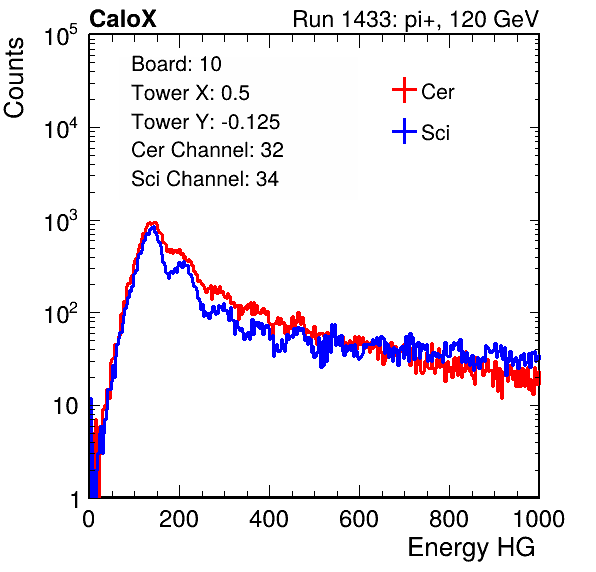 CaloX Run 1433: pi+, 120 GeV
Counts
Board: 10
Tower X: 0.5
Tower Y: -0.125
Cer Channel: 32
Sci Channel: 34
Cer
Sci
10^5
10^4
10^3
10^2
10
1
0 200 400 600 800 1000
Energy HG